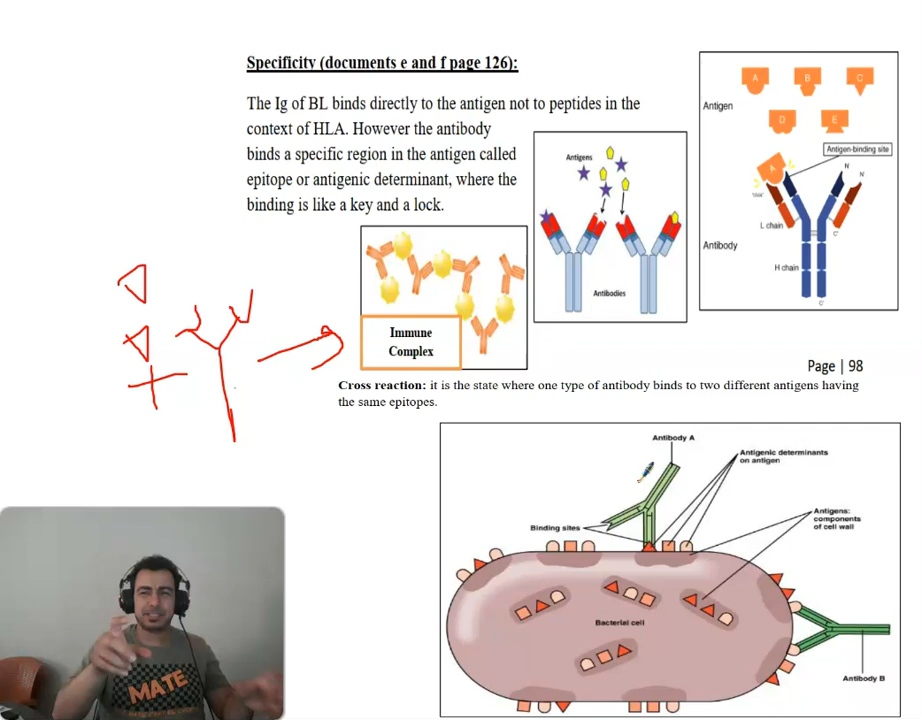 Specificity (documents e and f page 126):
The Ig of BL binds directly to the antigen not to peptides in the
context of HLA. However the antibody
binds a specific region in the antigen called
epitope or antigenic determinant, where the
binding is like a key and a lock.
Immune
Complex
Antigens
Antibodies
A
B
C
Antigen
D
E
Antigen-binding site
A
N
N
L chain
C'
Antibody
H chain
C'
Page | 98
Cross reaction: it is the state where one type of antibody binds to two different antigens having
the same epitopes.
Antibody A
Antigenic determinants
on antigen
Antigens:
components
of cell wall
Binding sites
Bacterial cell
Antibody B
MATE